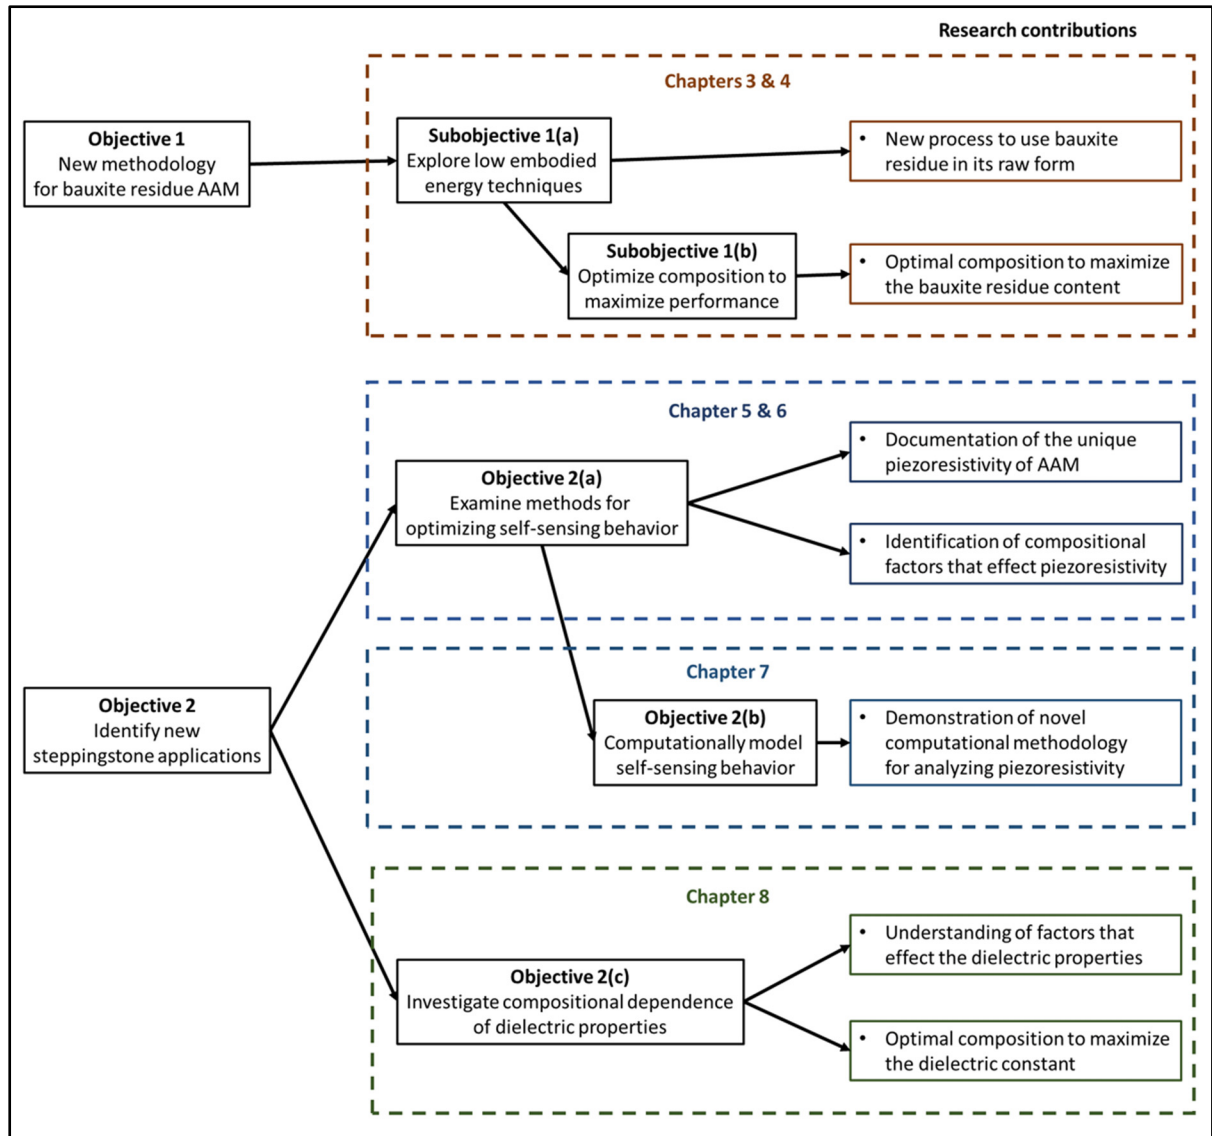 Research contributions
Chapters 3 & 4
Objective 1
New methodology
for bauxite residue AAM
Subobjective 1(a)
Explore low embodied
energy techniques
• New process to use bauxite
residue in its raw form
Subobjective 1(b)
Optimize composition to
maximize performance
• Optimal composition to maximize
the bauxite residue content
Chapter 5 & 6
Objective 2(a)
Examine methods for
optimizing self-sensing behavior
• Documentation of the unique
piezoresistivity of AAM
• Identification of compositional
factors that effect piezoresistivity
Objective 2
Identify new
steppingstone applications
Chapter 7
Objective 2(b)
Computationally model
self-sensing behavior
• Demonstration of novel
computational methodology
for analyzing piezoresistivity
Chapter 8
Objective 2(c)
Investigate compositional dependence
of dielectric properties
• Understanding of factors that
effect the dielectric properties
• Optimal composition to maximize
the dielectric constant